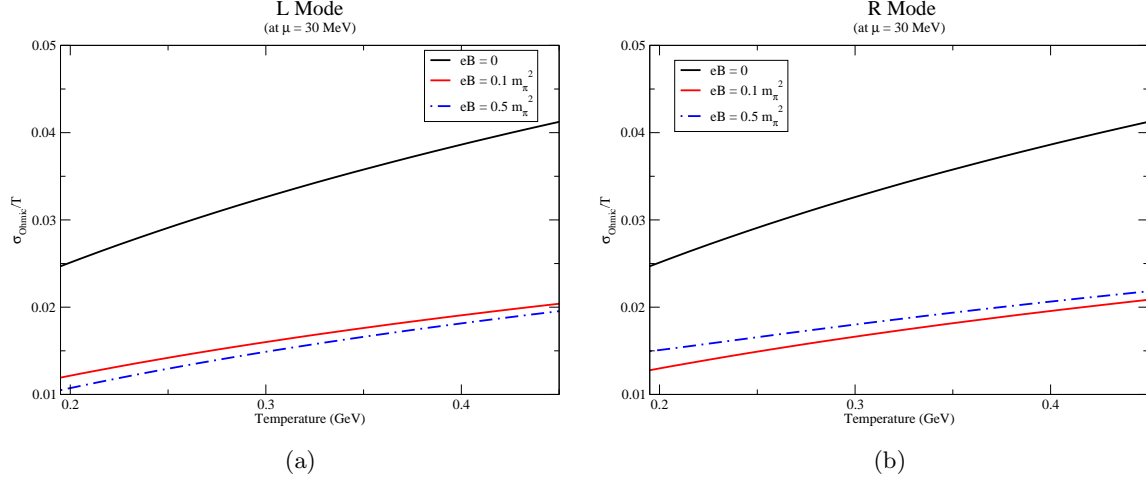 L Mode
(at μ = 30 MeV)
0.05
0.04
0.03
0.02
0.01
σ_Ohmic/T
eB = 0
eB = 0.1 m_π^2
eB = 0.5 m_π^2
0.2 0.3 0.4
Temperature (GeV)
(a)
R Mode
(at μ = 30 MeV)
0.05
0.04
0.03
0.02
0.01
σ_Ohmic/T
eB = 0
eB = 0.1 m_π^2
eB = 0.5 m_π^2
0.2 0.3 0.4
Temperature (GeV)
(b)